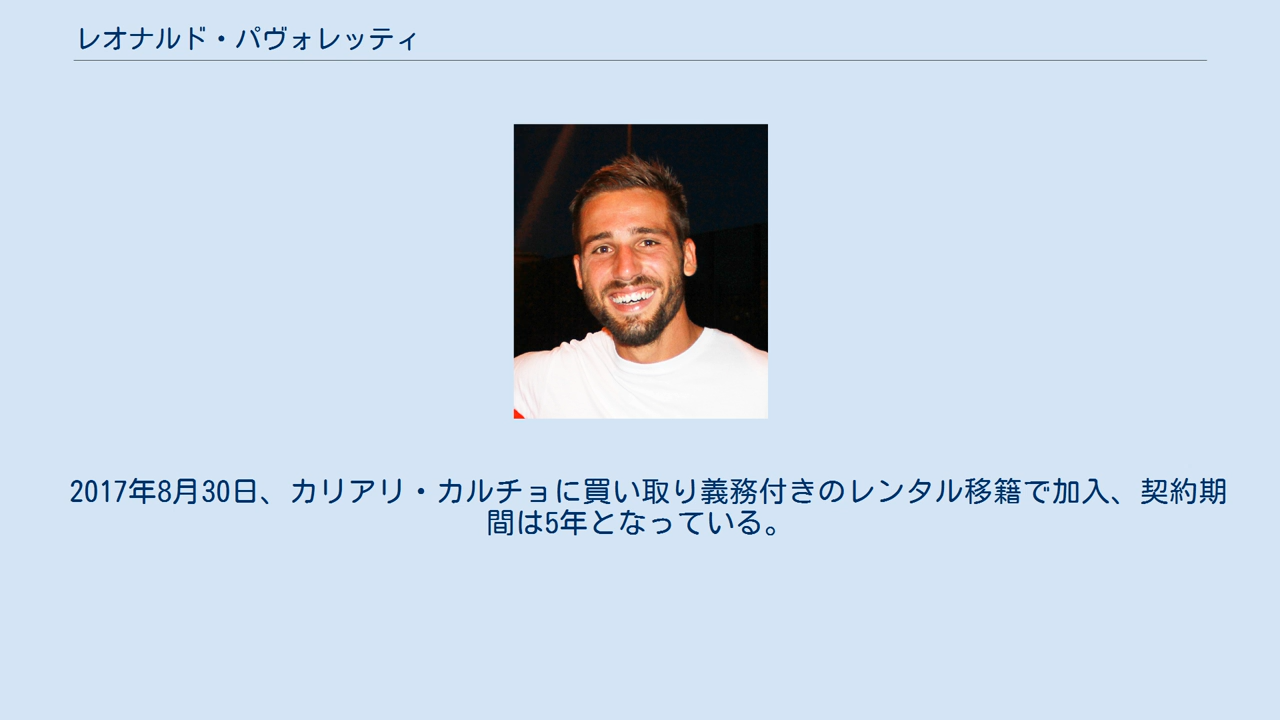 レオナルド・パヴォレッティ
2017年8月30日、カリアリ・カルチョに買い取り義務付きのレンタル移籍で加入、契約期
間は5年となっている。